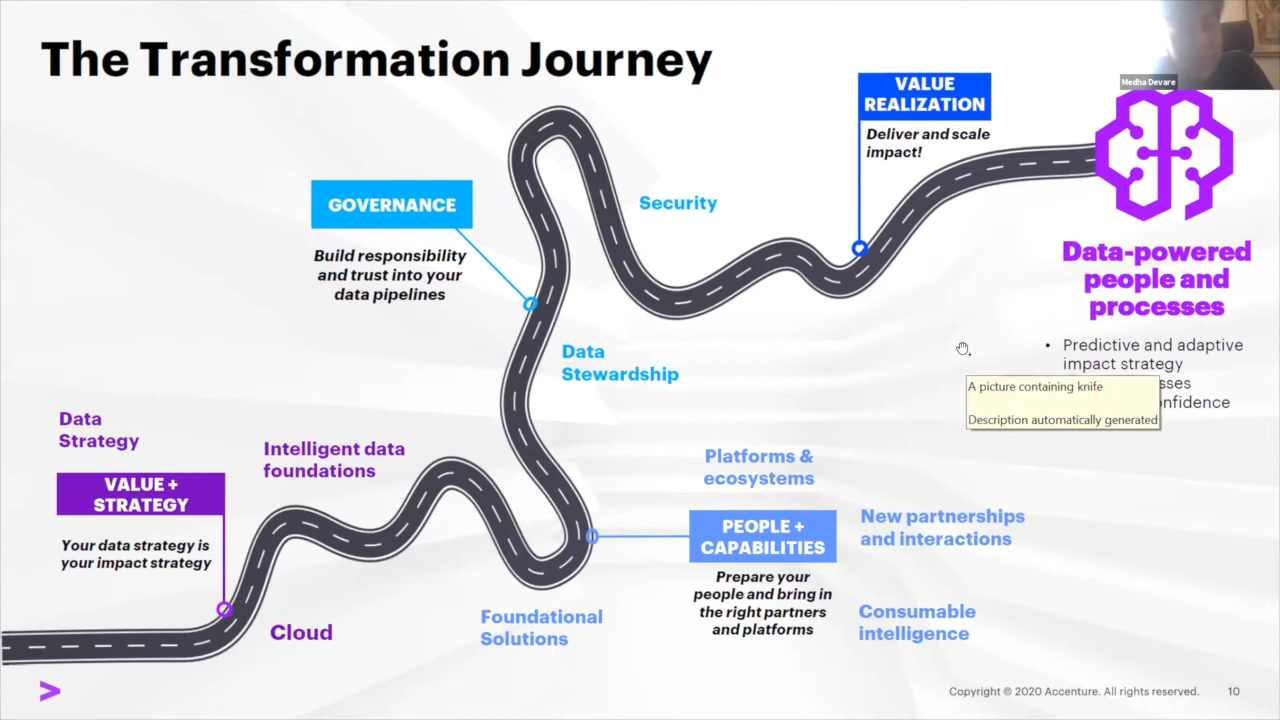 The Transformation Journey
Medha Devare
VALUE
REALIZATION
Deliver and scale
impact!
GOVERNANCE
Build responsibility
and trust into your
data pipelines
Security
Data-powered
people and
processes
• Predictive and adaptive
impact strategy
A picture containing knife
Description automatically generated
Data
Stewardship
Data
Strategy
Intelligent data
foundations
VALUE +
STRATEGY
Your data strategy is
your impact strategy
Cloud
Platforms &
ecosystems
PEOPLE +
CAPABILITIES
Prepare your
people and bring in
the right partners
and platforms
New partnerships
and interactions
Foundational
Solutions
Consumable
intelligence
>
Copyright © 2020 Accenture. All rights reserved.
10